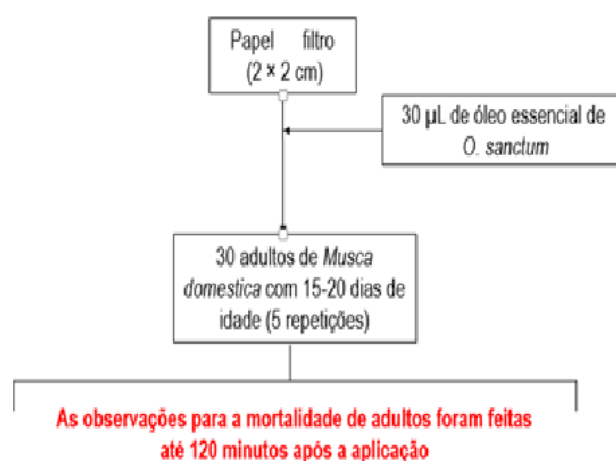 Papel filtro
(2 × 2 cm)
30 µL de óleo essencial de
O. sanctum
30 adultos de Musca
domestica com 15-20 dias de
idade (5 repetições)
As observações para a mortalidade de adultos foram feitas
até 120 minutos após a aplicação